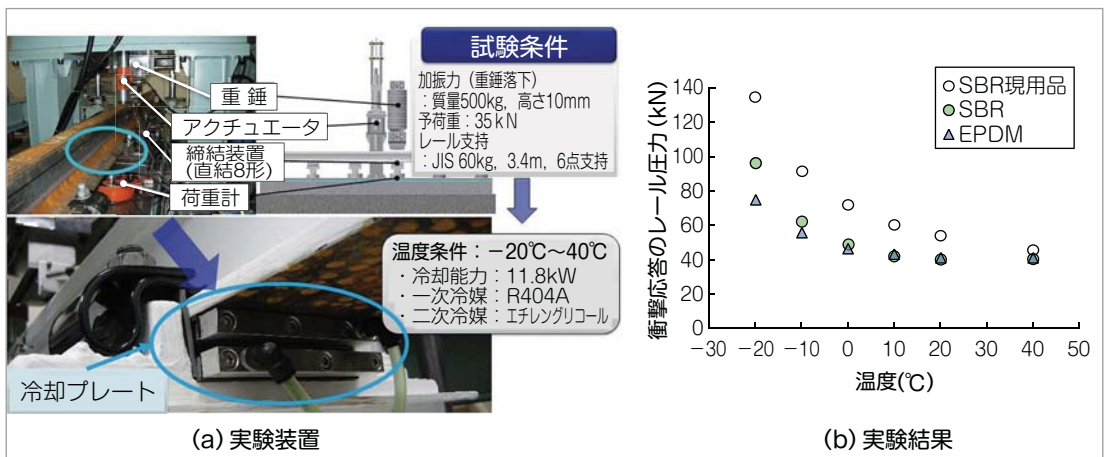 試験条件
加振力(重錘落下)
:質量500kg,高さ10mm
予荷重:35kN
レール支持
:JIS 60kg, 3.4m, 6点支持
重錘
アクチュエータ
締結装置
(直結8形)
荷重計
温度条件:−20℃~40℃
・冷却能力:11.8kW
・一次冷媒:R404A
・二次冷媒:エチレングリコール
冷却プレート
(a) 実験装置
衝撃応答のレール圧力(kN)
140
120
100
80
60
40
20
0
−30 −20 −10 0 10 20 30 40 50
温度(℃)
SBR現用品
SBR
EPDM
(b) 実験結果